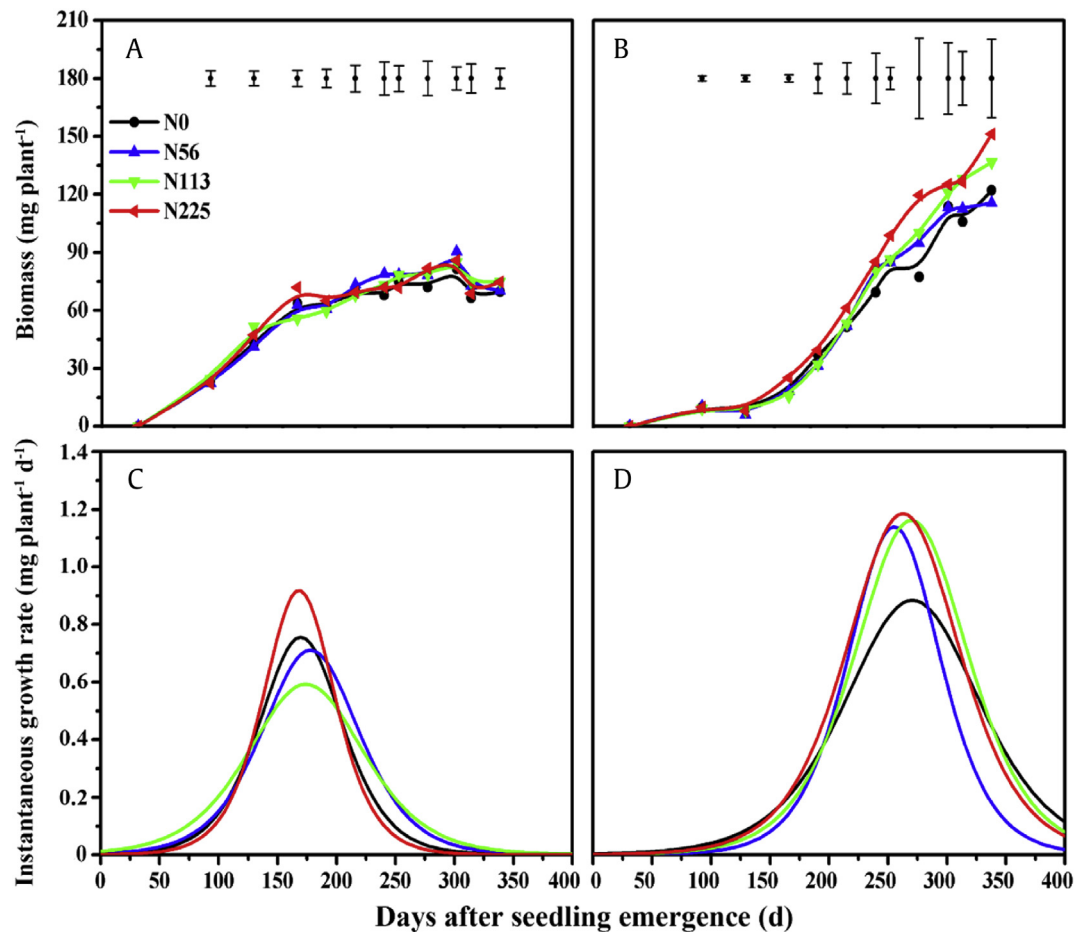 A
B
210
180
150
120
90
60
30
0
Biomass (mg plant⁻¹)
N0
N56
N113
N225
C
D
1.4
1.2
1.0
0.8
0.6
0.4
0.2
0
Instantaneous growth rate (mg plant⁻¹ d⁻¹)
0 50 100 150 200 250 300 350 400
0 50 100 150 200 250 300 350 400
Days after seedling emergence (d)